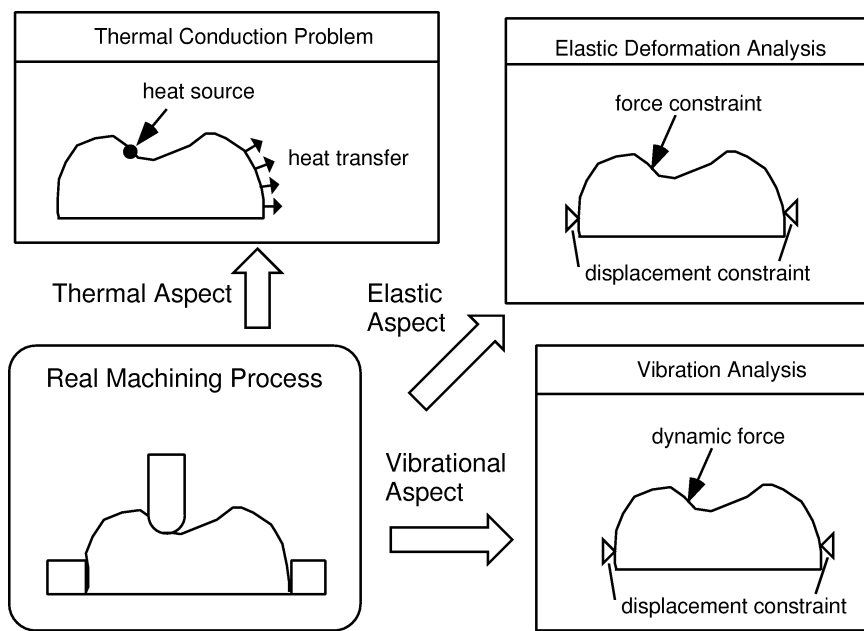 Thermal Conduction Problem
heat source
heat transfer
Elastic Deformation Analysis
force constraint
displacement constraint
Thermal Aspect
Elastic
Aspect
Real Machining Process
Vibrational
Aspect
Vibration Analysis
dynamic force
displacement constraint